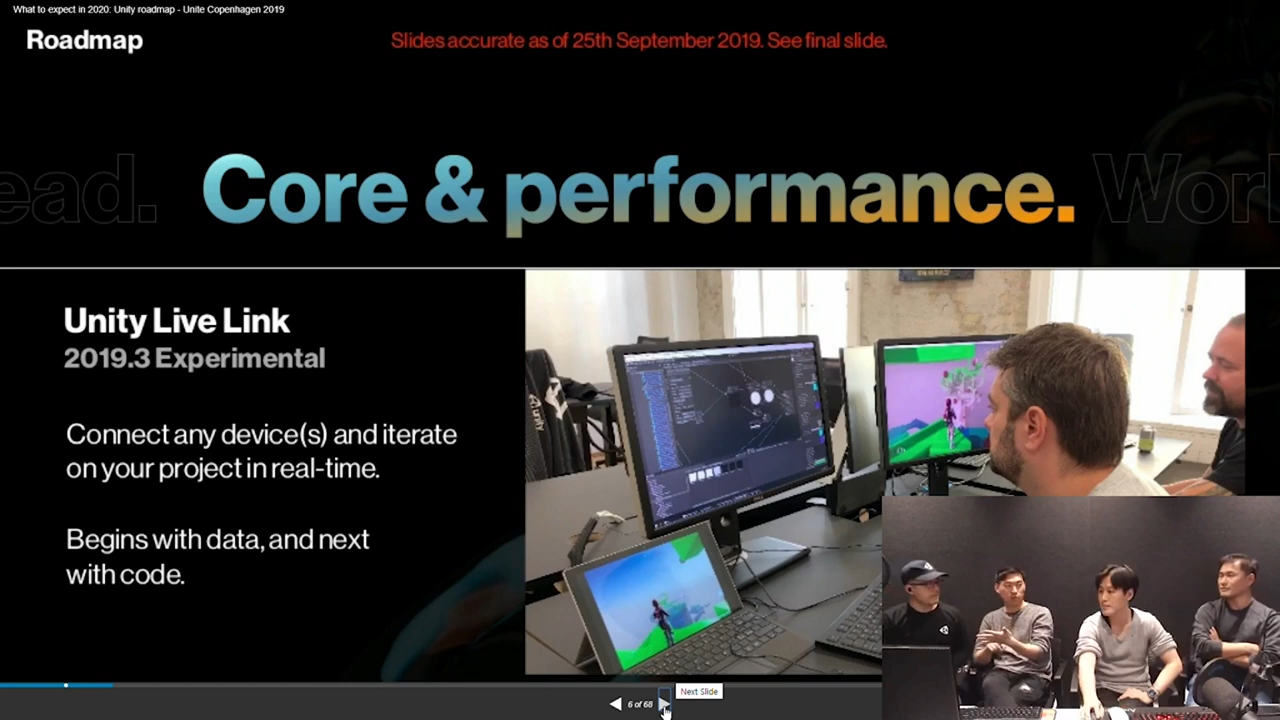 What to expect in 2020: Unity roadmap - Unite Copenhagen 2019
Roadmap
Slides accurate as of 25th September 2019. See final slide.
ead.
Core & performance.
Wor
Unity Live Link
2019.3 Experimental
Connect any device(s) and iterate
on your project in real-time.
Begins with data, and next
with code.
unity
Next Slide
6 of 68